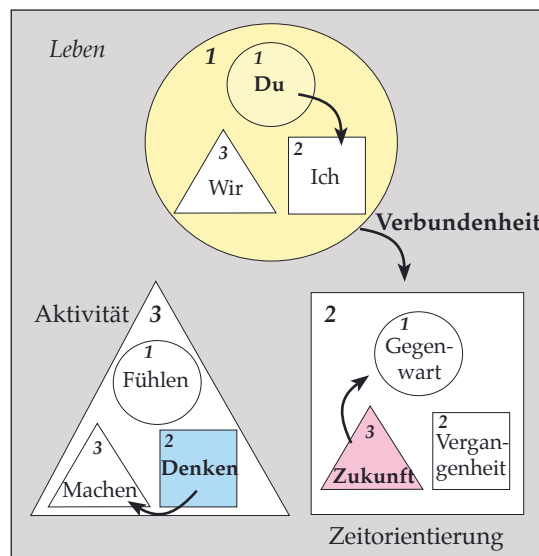 Leben
1
1
Du
2
Ich
3
Wir
Verbundenheit
Aktivität
3
1
Fühlen
3
Machen
2
Denken
2
1
Gegen-
wart
3
Zukunft
2
Vergan-
genheit
Zeitorientierung